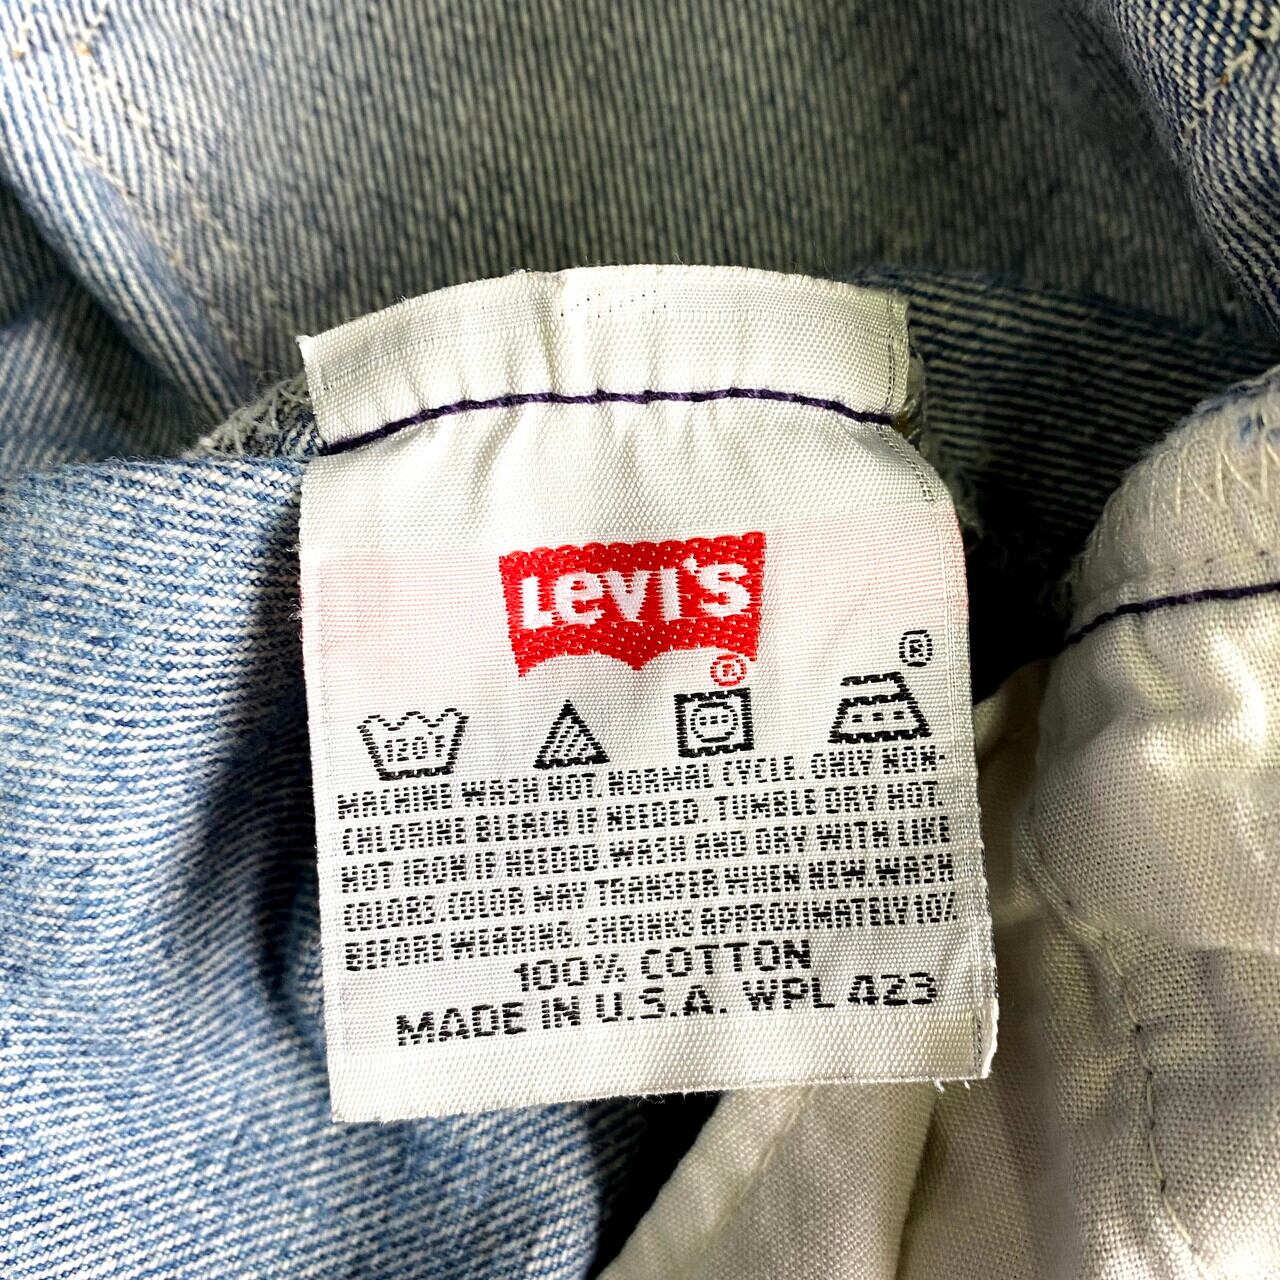 LEVI'S
®
®
120F
MACHINE WASH HOT. NORMAL CYCLE. ONLY NON-
CHLORINE BLEACH IF NEEDED. TUMBLE DRY HOT.
HOT IRON IF NEEDED. WASH AND DRY WITH LIKE
COLORS. COLOR MAY TRANSFER WHEN NEW. WASH
BEFORE WEARING. SHRINKS APPROXIMATELY 10%
100% COTTON
MADE IN U.S.A. WPL 423